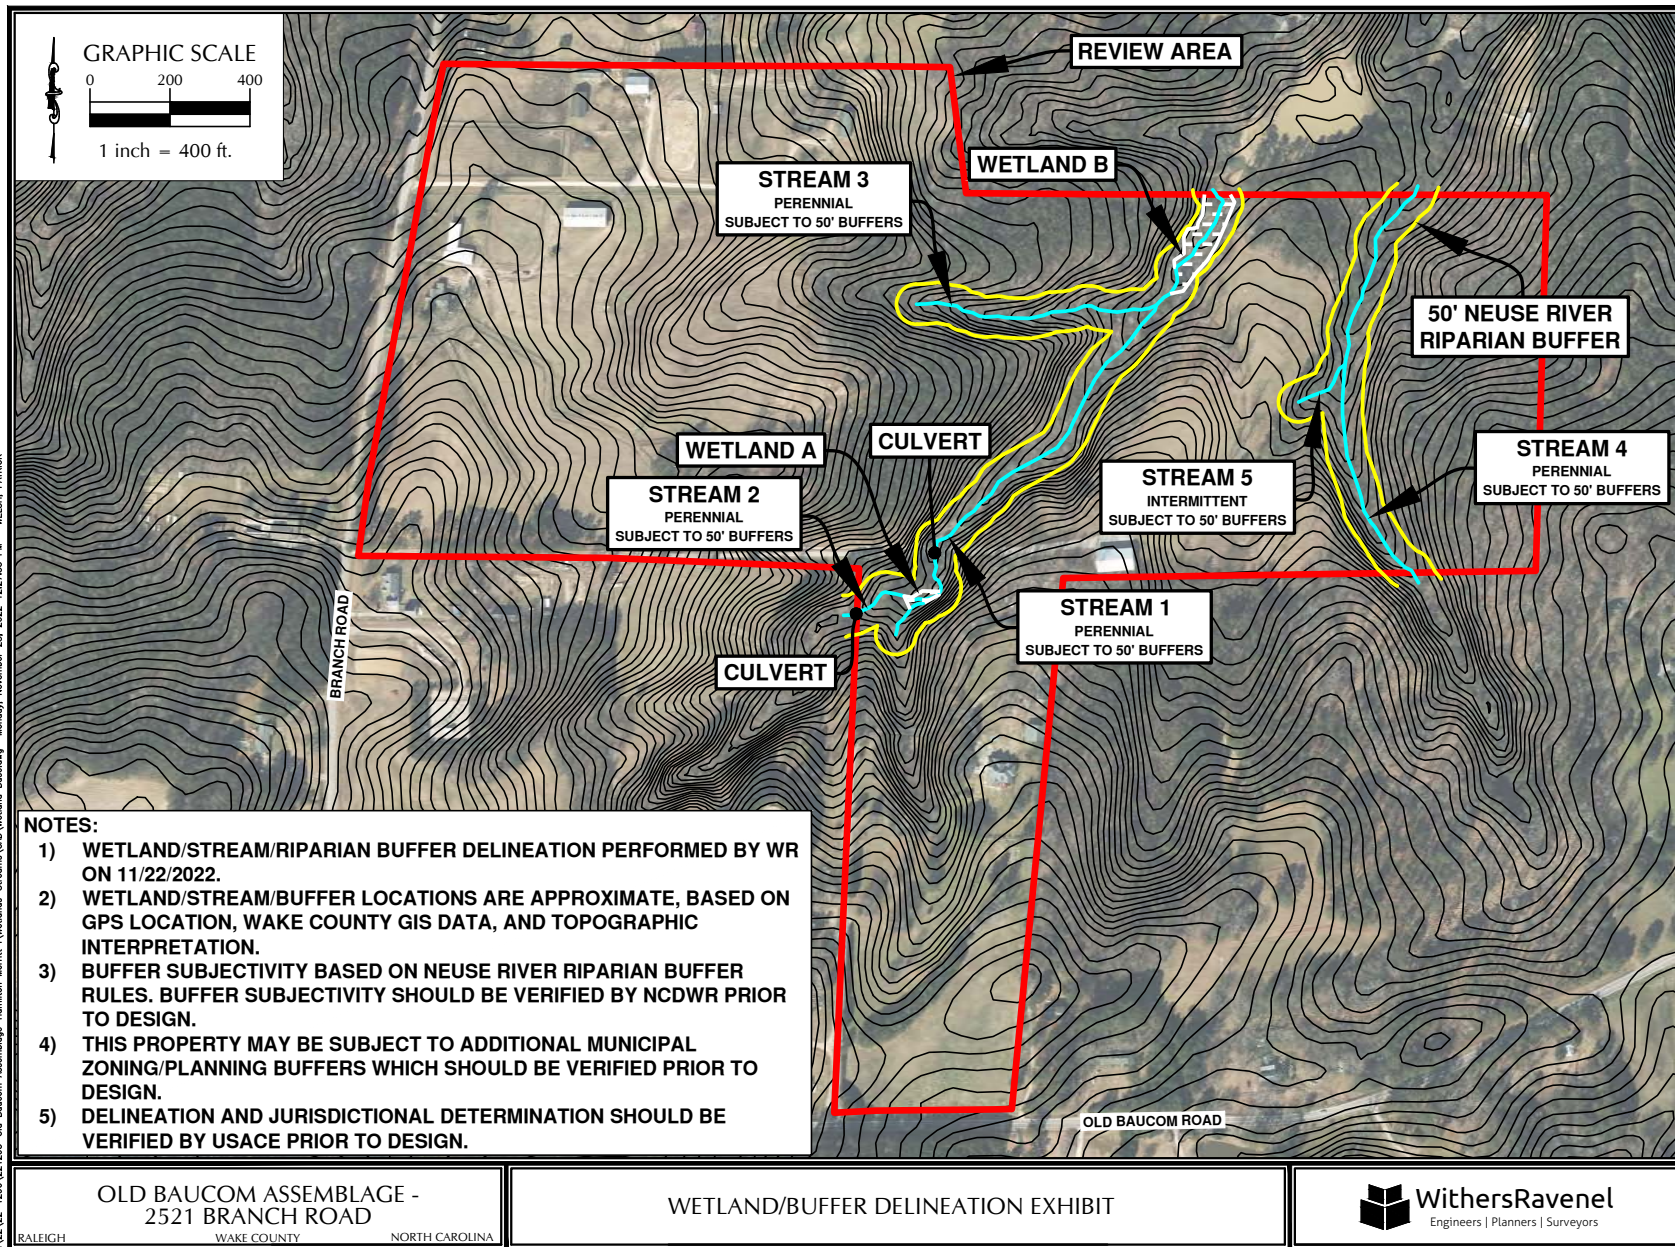 GRAPHIC SCALE
0 200 400
1 inch = 400 ft.
REVIEW AREA
WETLAND B
STREAM 3
PERENNIAL
SUBJECT TO 50' BUFFERS
50' NEUSE RIVER
RIPARIAN BUFFER
WETLAND A
CULVERT
STREAM 2
PERENNIAL
SUBJECT TO 50' BUFFERS
STREAM 5
INTERMITTENT
SUBJECT TO 50' BUFFERS
STREAM 4
PERENNIAL
SUBJECT TO 50' BUFFERS
STREAM 1
PERENNIAL
SUBJECT TO 50' BUFFERS
CULVERT
BRANCH ROAD
OLD BAUCOM ROAD
NOTES:
1) WETLAND/STREAM/RIPARIAN BUFFER DELINEATION PERFORMED BY WR
ON 11/22/2022.
2) WETLAND/STREAM/BUFFER LOCATIONS ARE APPROXIMATE, BASED ON
GPS LOCATION, WAKE COUNTY GIS DATA, AND TOPOGRAPHIC
INTERPRETATION.
3) BUFFER SUBJECTIVITY BASED ON NEUSE RIVER RIPARIAN BUFFER
RULES. BUFFER SUBJECTIVITY SHOULD BE VERIFIED BY NCDWR PRIOR
TO DESIGN.
4) THIS PROPERTY MAY BE SUBJECT TO ADDITIONAL MUNICIPAL
ZONING/PLANNING BUFFERS WHICH SHOULD BE VERIFIED PRIOR TO
DESIGN.
5) DELINEATION AND JURISDICTIONAL DETERMINATION SHOULD BE
VERIFIED BY USACE PRIOR TO DESIGN.
OLD BAUCOM ASSEMBLAGE -
2521 BRANCH ROAD
RALEIGH WAKE COUNTY NORTH CAROLINA
WETLAND/BUFFER DELINEATION EXHIBIT
WithersRavenel
Engineers | Planners | Surveyors